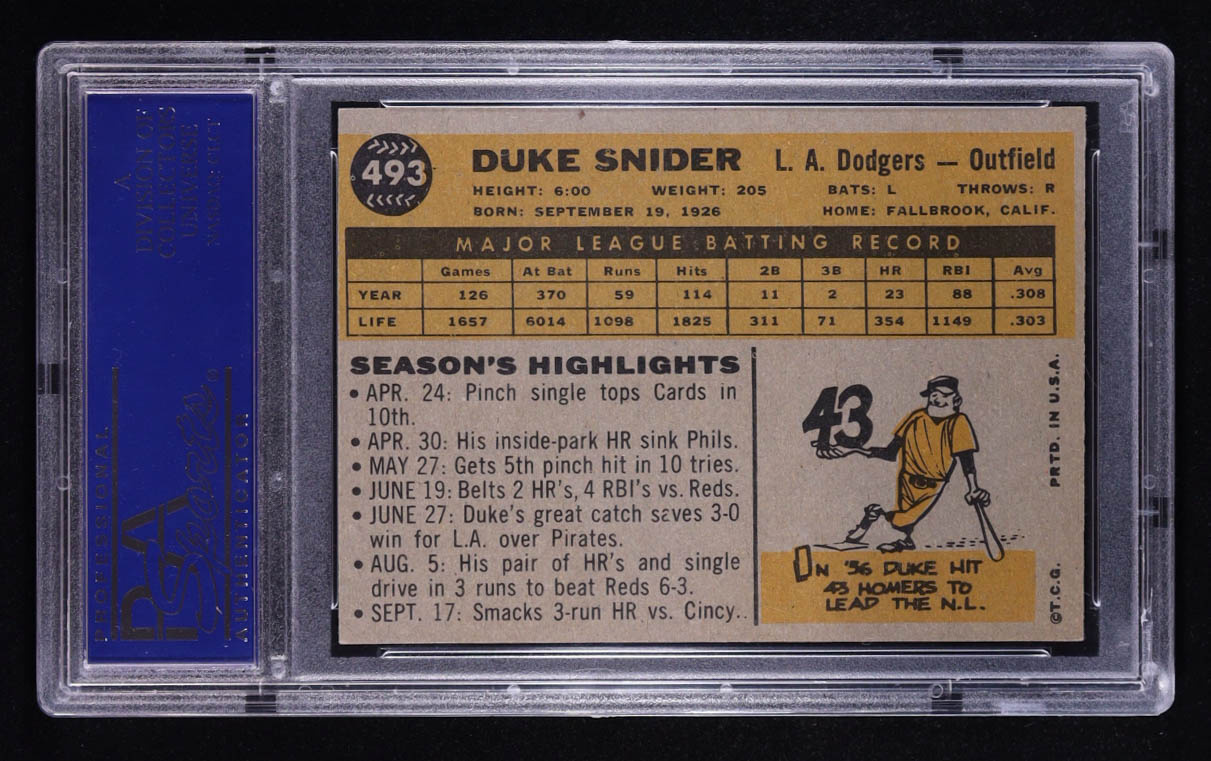 A
DIVISION OF
COLLECTORS
UNIVERSE
NASDAQ: CLCT
PROFESSIONAL
PSA
Sports
AUTHENTICATOR
493
DUKE SNIDER L. A. Dodgers — Outfield
HEIGHT: 6:00 WEIGHT: 205 BATS: L THROWS: R
BORN: SEPTEMBER 19, 1926 HOME: FALLBROOK, CALIF.
MAJOR LEAGUE BATTING RECORD
Games At Bat Runs Hits 2B 3B HR RBI Avg
YEAR 126 370 59 114 11 2 23 88 .308
LIFE 1657 6014 1098 1825 311 71 354 1149 .303
SEASON'S HIGHLIGHTS
• APR. 24: Pinch single tops Cards in
10th.
• APR. 30: His inside-park HR sink Phils.
• MAY 27: Gets 5th pinch hit in 10 tries.
• JUNE 19: Belts 2 HR's, 4 RBI's vs. Reds.
• JUNE 27: Duke's great catch saves 3-0
win for L.A. over Pirates.
• AUG. 5: His pair of HR's and single
drive in 3 runs to beat Reds 6-3.
• SEPT. 17: Smacks 3-run HR vs. Cincy..
43
ON '56 DUKE HIT
43 HOMERS TO
LEAD THE N.L.
PRTD. IN U.S.A.
©T.C.G.